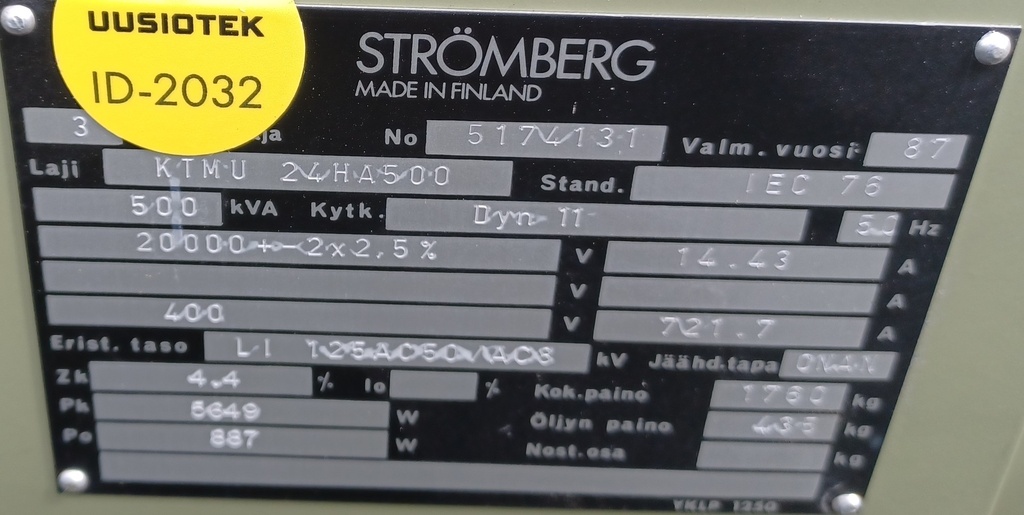 UUSIOTEK
ID-2032
STRÖMBERG
MADE IN FINLAND
3 ja No 5174131 Valm.vuosi 87
Laji KTMU 24HA500 Stand. IEC 76
500 kVA Kytk. Dyn 11 50 Hz
20000+-2x2,5% V 14.43 A
V A
400 V 721.7 A
Erist. taso LI 125AC50/AC8 kV Jäähd.tapa ONAN
Zk 4.4 % Io % Kok.paino 1760 kg
Pk 5649 W Öljyn paino 435 kg
Po 887 W Nost.osa kg